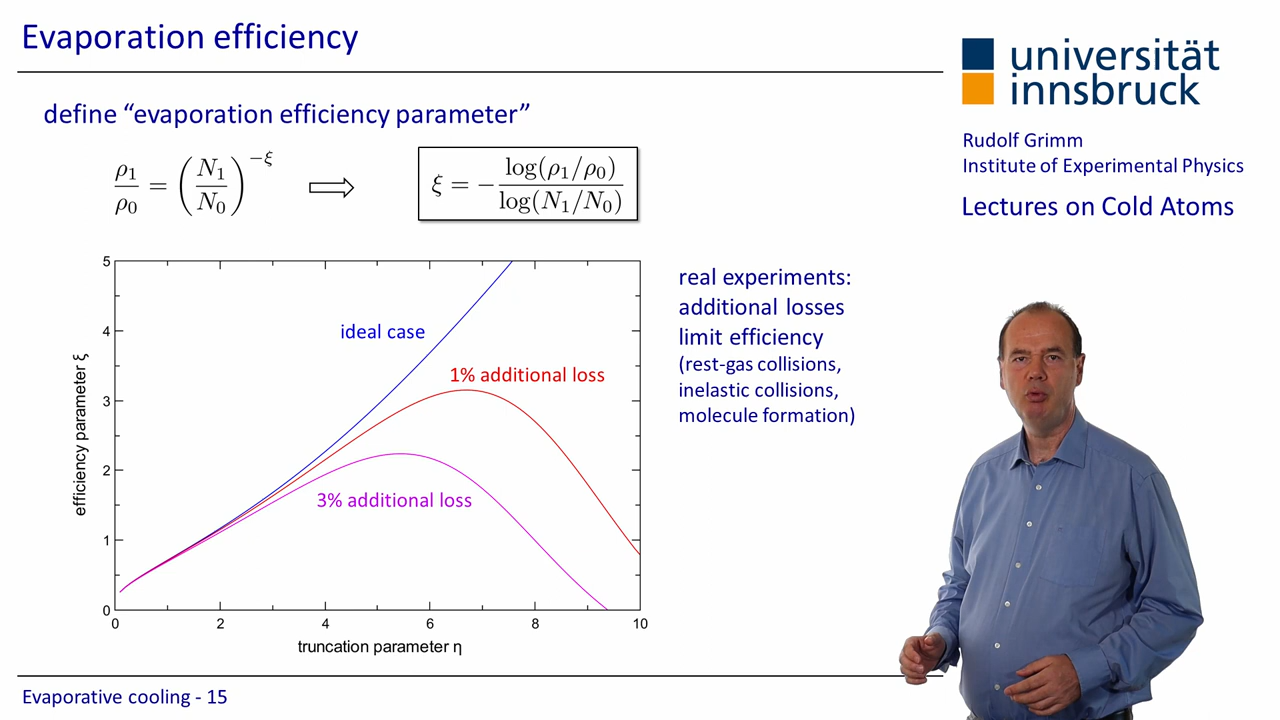 Evaporation efficiency
universität
innsbruck
Rudolf Grimm
Institute of Experimental Physics
Lectures on Cold Atoms
define “evaporation efficiency parameter”
ρ₁/ρ₀ = (N₁/N₀)^−ξ ⇒ ξ = − log(ρ₁/ρ₀)/log(N₁/N₀)
efficiency parameter ξ
5
4
3
2
1
0
ideal case
1% additional loss
3% additional loss
0 2 4 6 8 10
truncation parameter η
real experiments:
additional losses
limit efficiency
(rest-gas collisions,
inelastic collisions,
molecule formation)
Evaporative cooling - 15